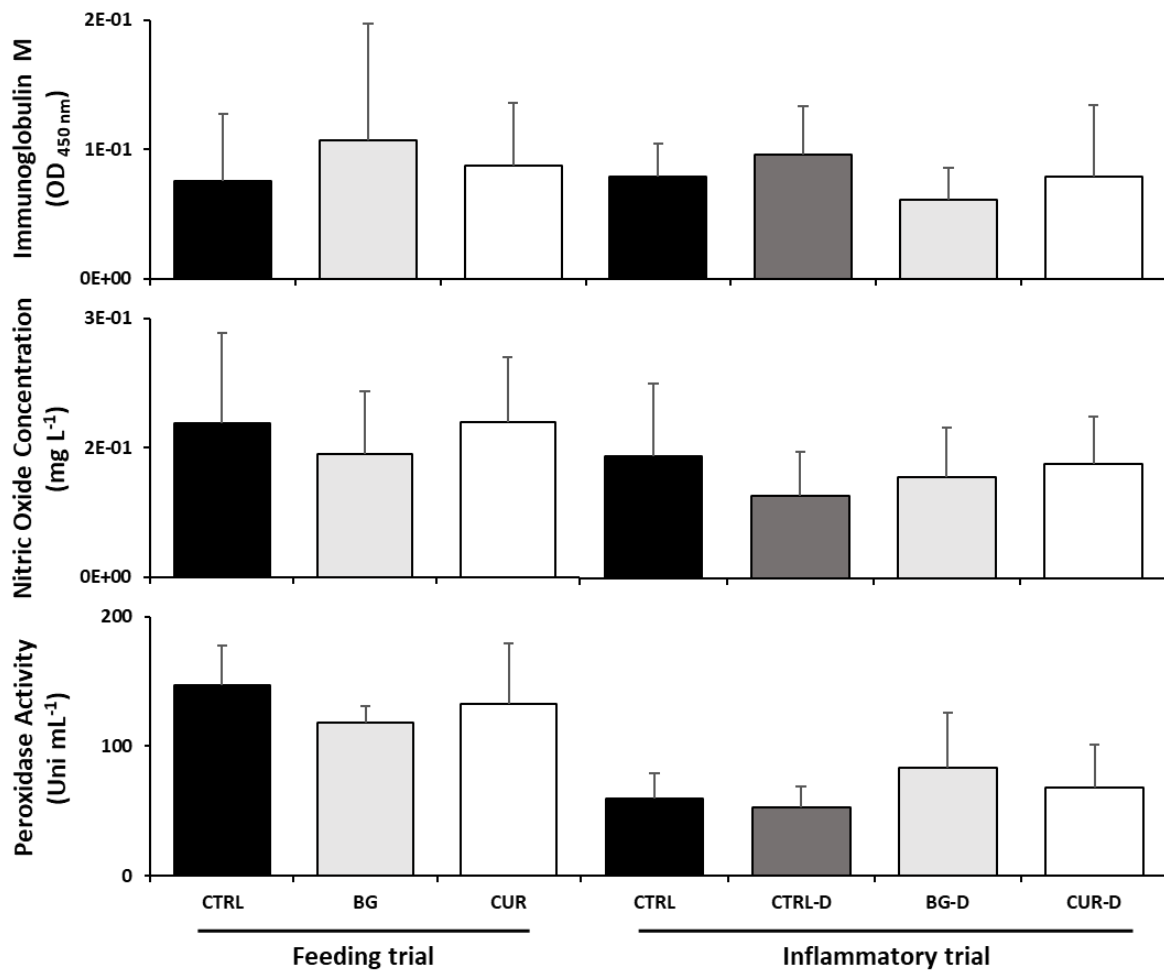 Immunoglobulin M
(OD 450 nm)
2E-01
1E-01
0E+00
Nitric Oxide Concentration
(mg L-1)
3E-01
2E-01
0E+00
Peroxidase Activity
(Uni mL-1)
200
100
0
CTRL BG CUR CTRL CTRL-D BG-D CUR-D
Feeding trial Inflammatory trial